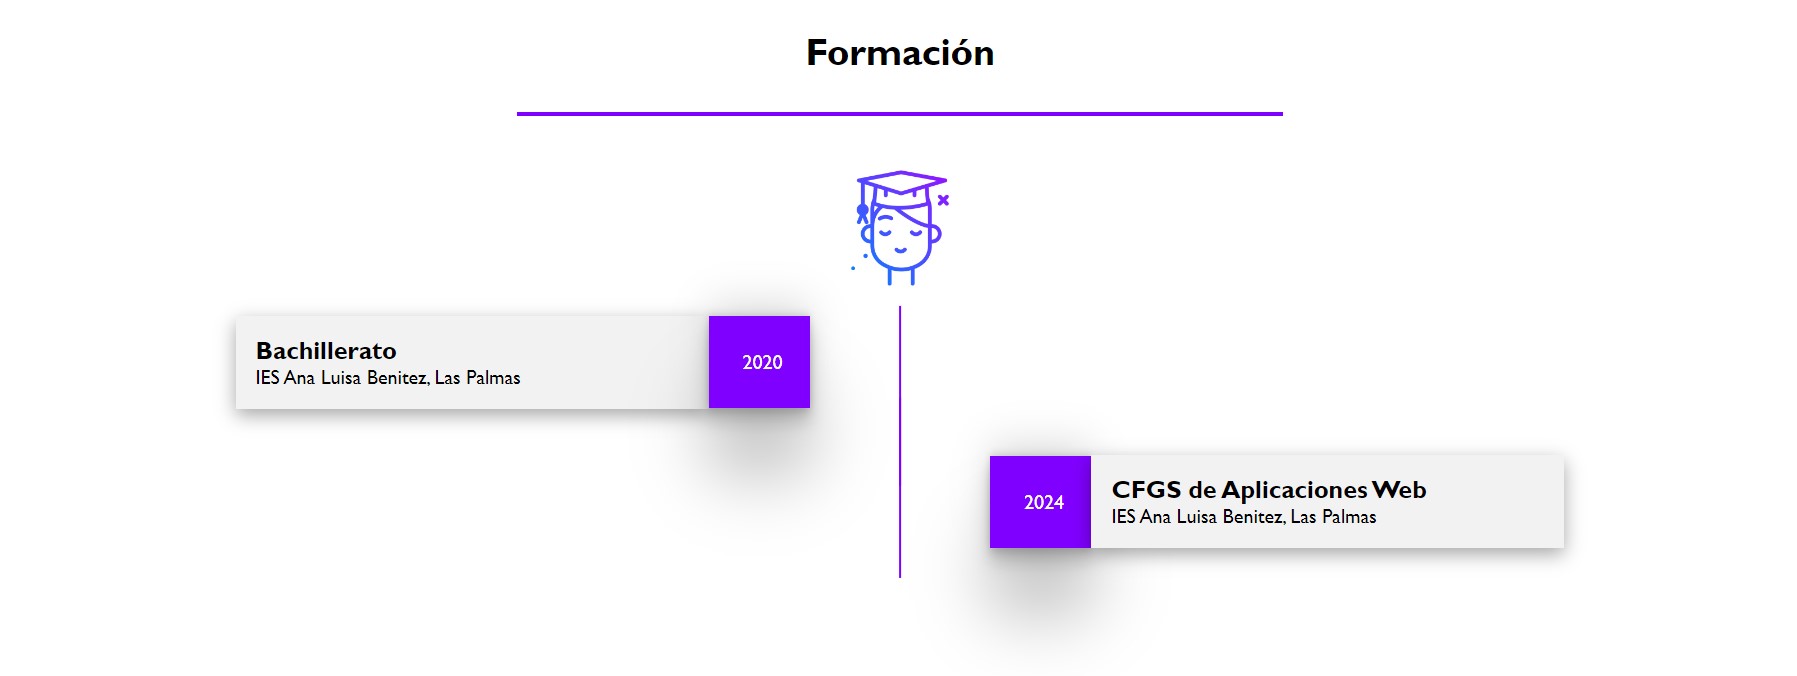 Formación
Bachillerato
IES Ana Luisa Benitez, Las Palmas
2020
2024
CFGS de Aplicaciones Web
IES Ana Luisa Benitez, Las Palmas